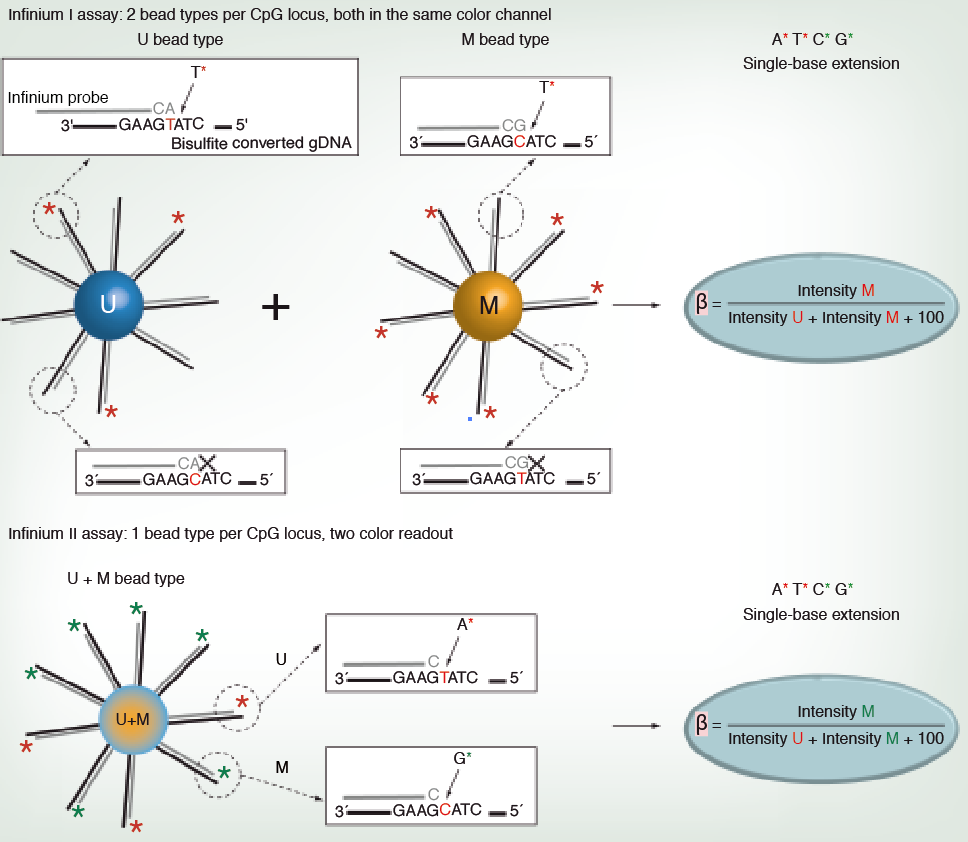 Infinium I assay: 2 bead types per CpG locus, both in the same color channel
U bead type
M bead type
A* T* C* G*
Single-base extension
T*
Infinium probe
CA
3' GAAGTATC 5'
Bisulfite converted gDNA
T*
CG
3´ GAAGCATC 5´
U
+
M
β = Intensity M
Intensity U + Intensity M + 100
CA
3´ GAAGCATC 5´
CG
3´ GAAGTATC 5´
Infinium II assay: 1 bead type per CpG locus, two color readout
U + M bead type
A* T* C* G*
Single-base extension
U+M
U
A*
C
3´ GAAGTATC 5´
M
G*
C
3´ GAAGCATC 5´
β = Intensity M
Intensity U + Intensity M + 100